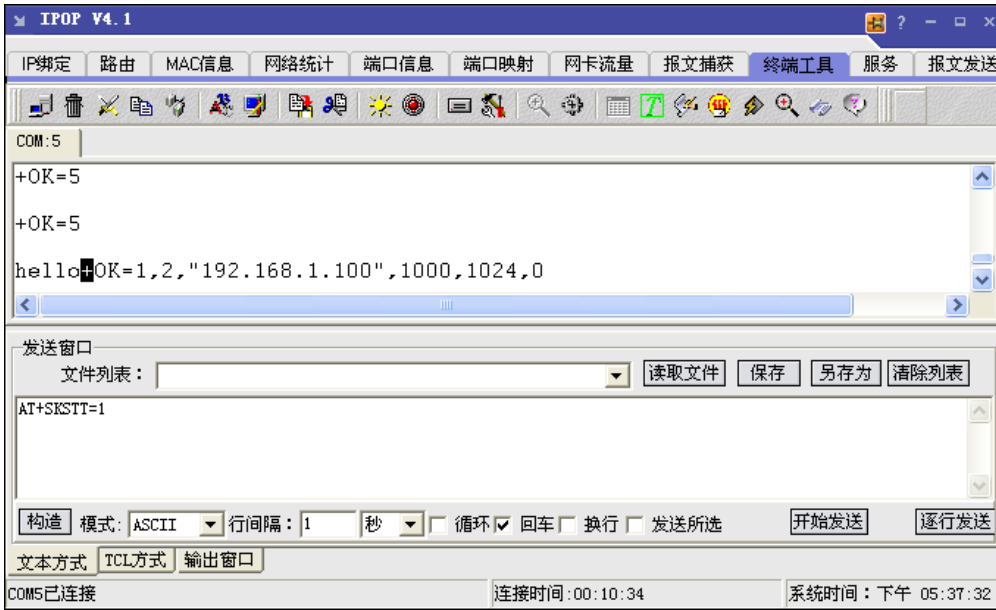 IPOP V4.1
?
IP绑定 路由 MAC信息 网络统计 端口信息 端口映射 网卡流量 报文捕获 终端工具 服务 报文发送
COM:5
+OK=5
+OK=5
hello+OK=1,2,"192.168.1.100",1000,1024,0
发送窗口
文件列表： 读取文件 保存 另存为 清除列表
AT+SKSTT=1
构造 模式: ASCII 行间隔：1 秒 循环 回车 换行 发送所选 开始发送 逐行发送
文本方式 TCL方式 输出窗口
COM5已连接 连接时间:00:10:34 系统时间：下午 05:37:32